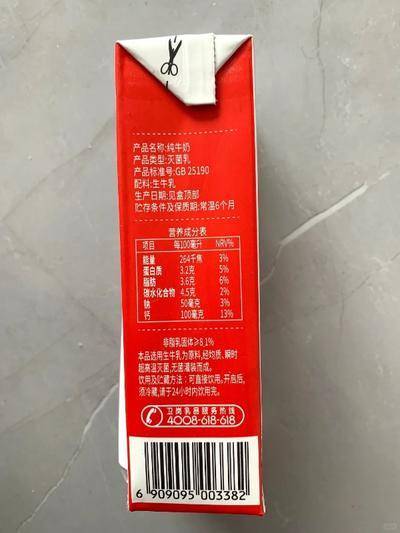 产品名称:纯牛奶
产品类型:灭菌乳
产品标准号:GB 25190
配料:生牛乳
生产日期:见盒顶部
贮存条件及保质期:常温6个月
营养成分表
项目 每100毫升 NRV%
能量 264千焦 3%
蛋白质 3.2克 5%
脂肪 3.6克 6%
碳水化合物 4.5克 2%
钠 50毫克 3%
钙 100毫克 13%
非脂乳固体≥8.1%
本品选用生牛乳为原料,经均质、瞬时
超高温灭菌,无菌灌装而成。
饮用及贮藏方法：可直接饮用。开启后,
须冷藏,请于24小时内饮用完。
卫岗乳品服务热线
4008-618-618
6 909095 003382